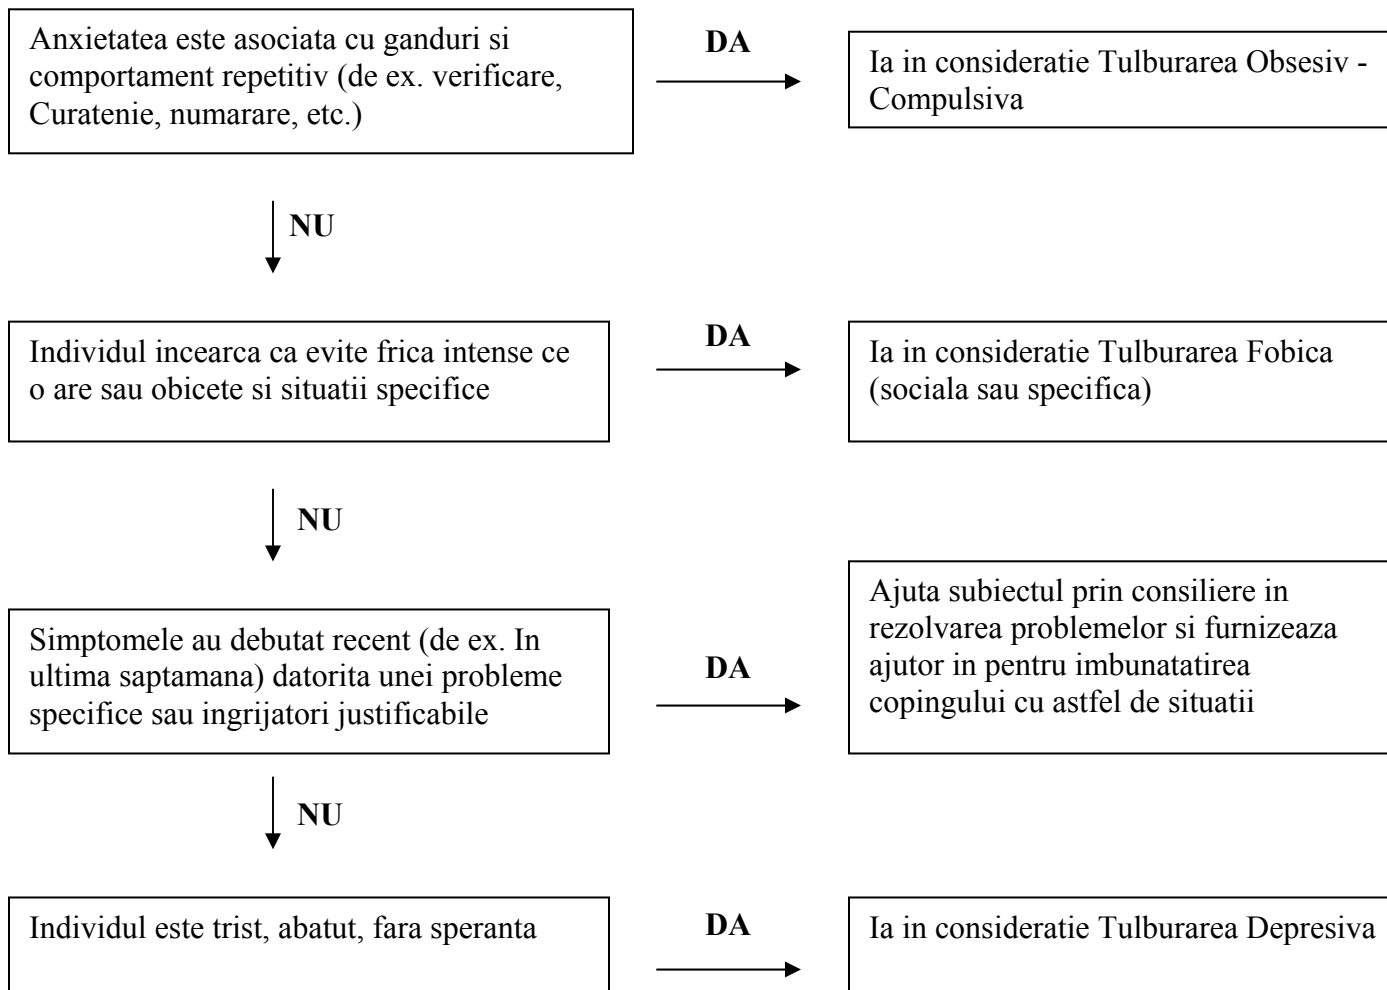 Anxietatea este asociata cu ganduri si
comportament repetitiv (de ex. verificare,
Curatenie, numarare, etc.)
DA
Ia in consideratie Tulburarea Obsesiv -
Compulsiva
NU
Individul incearca ca evite frica intense ce
o are sau obicete si situatii specifice
DA
Ia in consideratie Tulburarea Fobica
(sociala sau specifica)
NU
Simptomele au debutat recent (de ex. In
ultima saptamana) datorita unei probleme
specifice sau ingrijatori justificabile
DA
Ajuta subiectul prin consiliere in
rezolvarea problemelor si furnizeaza
ajutor in pentru imbunatatirea
copingului cu astfel de situatii
NU
Individul este trist, abatut, fara speranta
DA
Ia in consideratie Tulburarea Depresiva